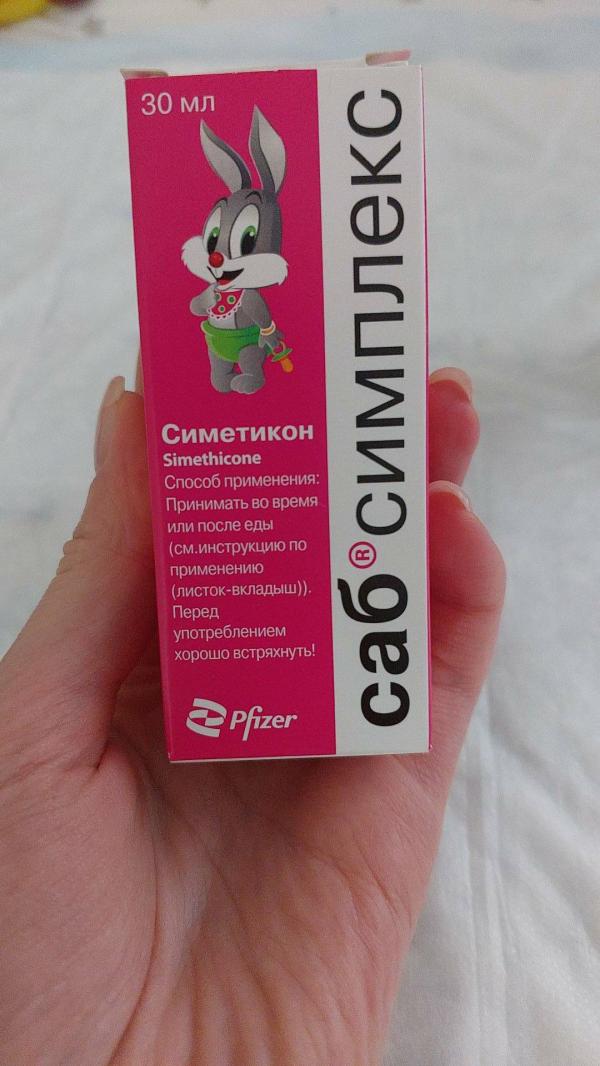 30 мл
саб® симплекс
Симетикон
Simethicone
Способ применения:
Принимать во время
или после еды
(см.инструкцию по
применению
(листок-вкладыш)).
Перед
употреблением
хорошо встряхнуть!
Pfizer